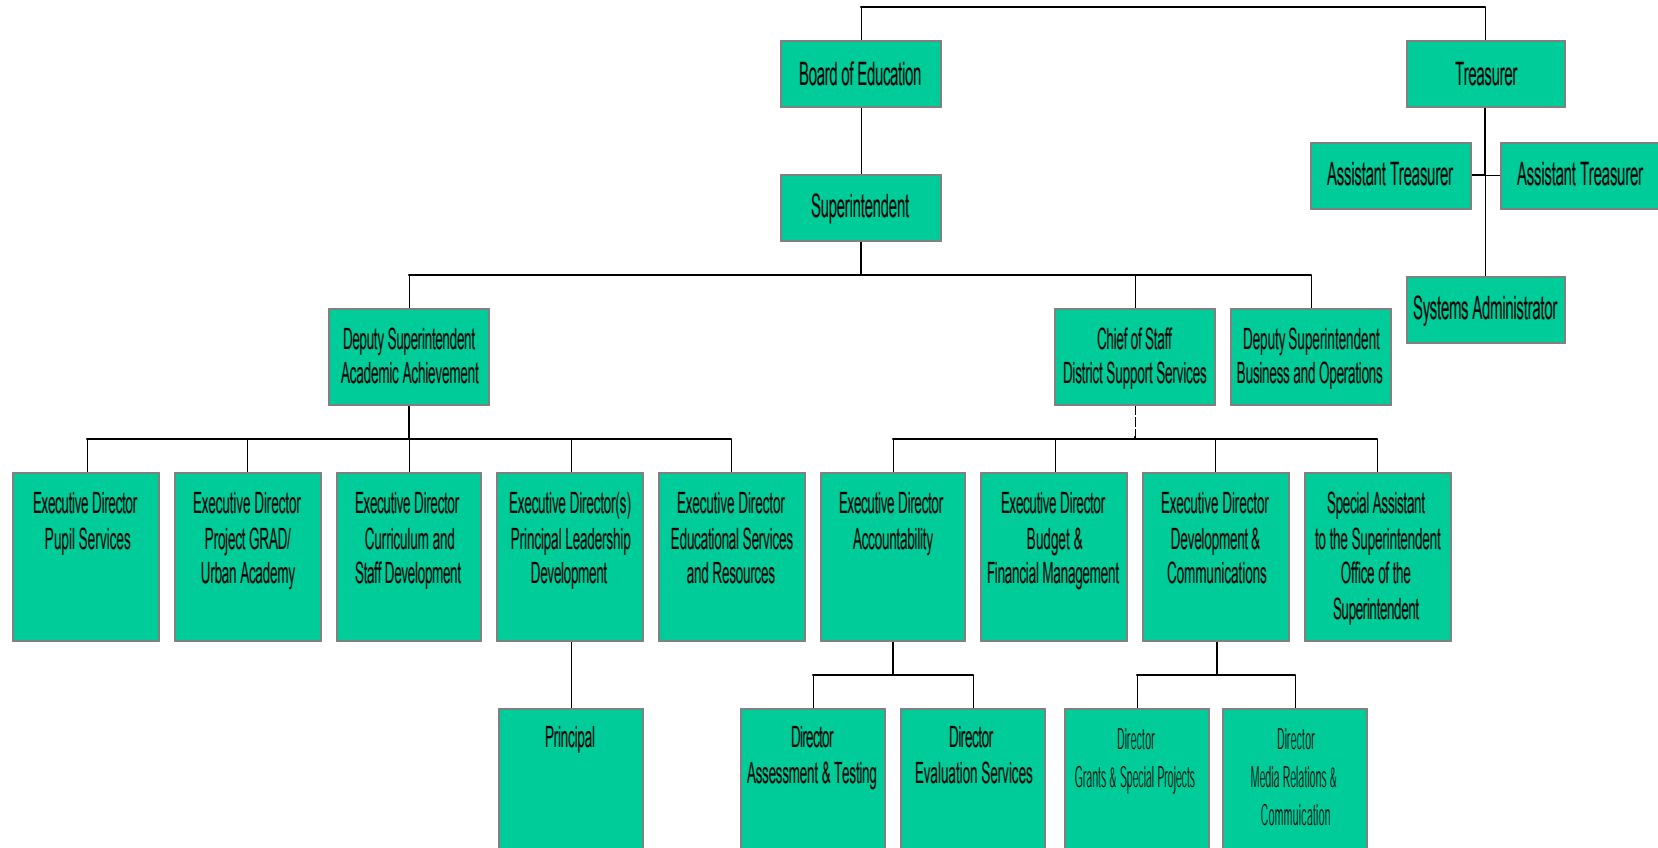 Board of Education
Treasurer
Assistant Treasurer
Assistant Treasurer
Superintendent
Systems Administrator
Deputy Superintendent
Academic Achievement
Chief of Staff
District Support Services
Deputy Superintendent
Business and Operations
Executive Director
Pupil Services
Executive Director
Project GRAD/
Urban Academy
Executive Director
Curriculum and
Staff Development
Executive Director(s)
Principal Leadership
Development
Executive Director
Educational Services
and Resources
Executive Director
Accountability
Executive Director
Budget &
Financial Management
Executive Director
Development &
Communications
Special Assistant
to the Superintendent
Office of the
Superintendent
Principal
Director
Assessment & Testing
Director
Evaluation Services
Director
Grants & Special Projects
Director
Media Relations &
Commuication